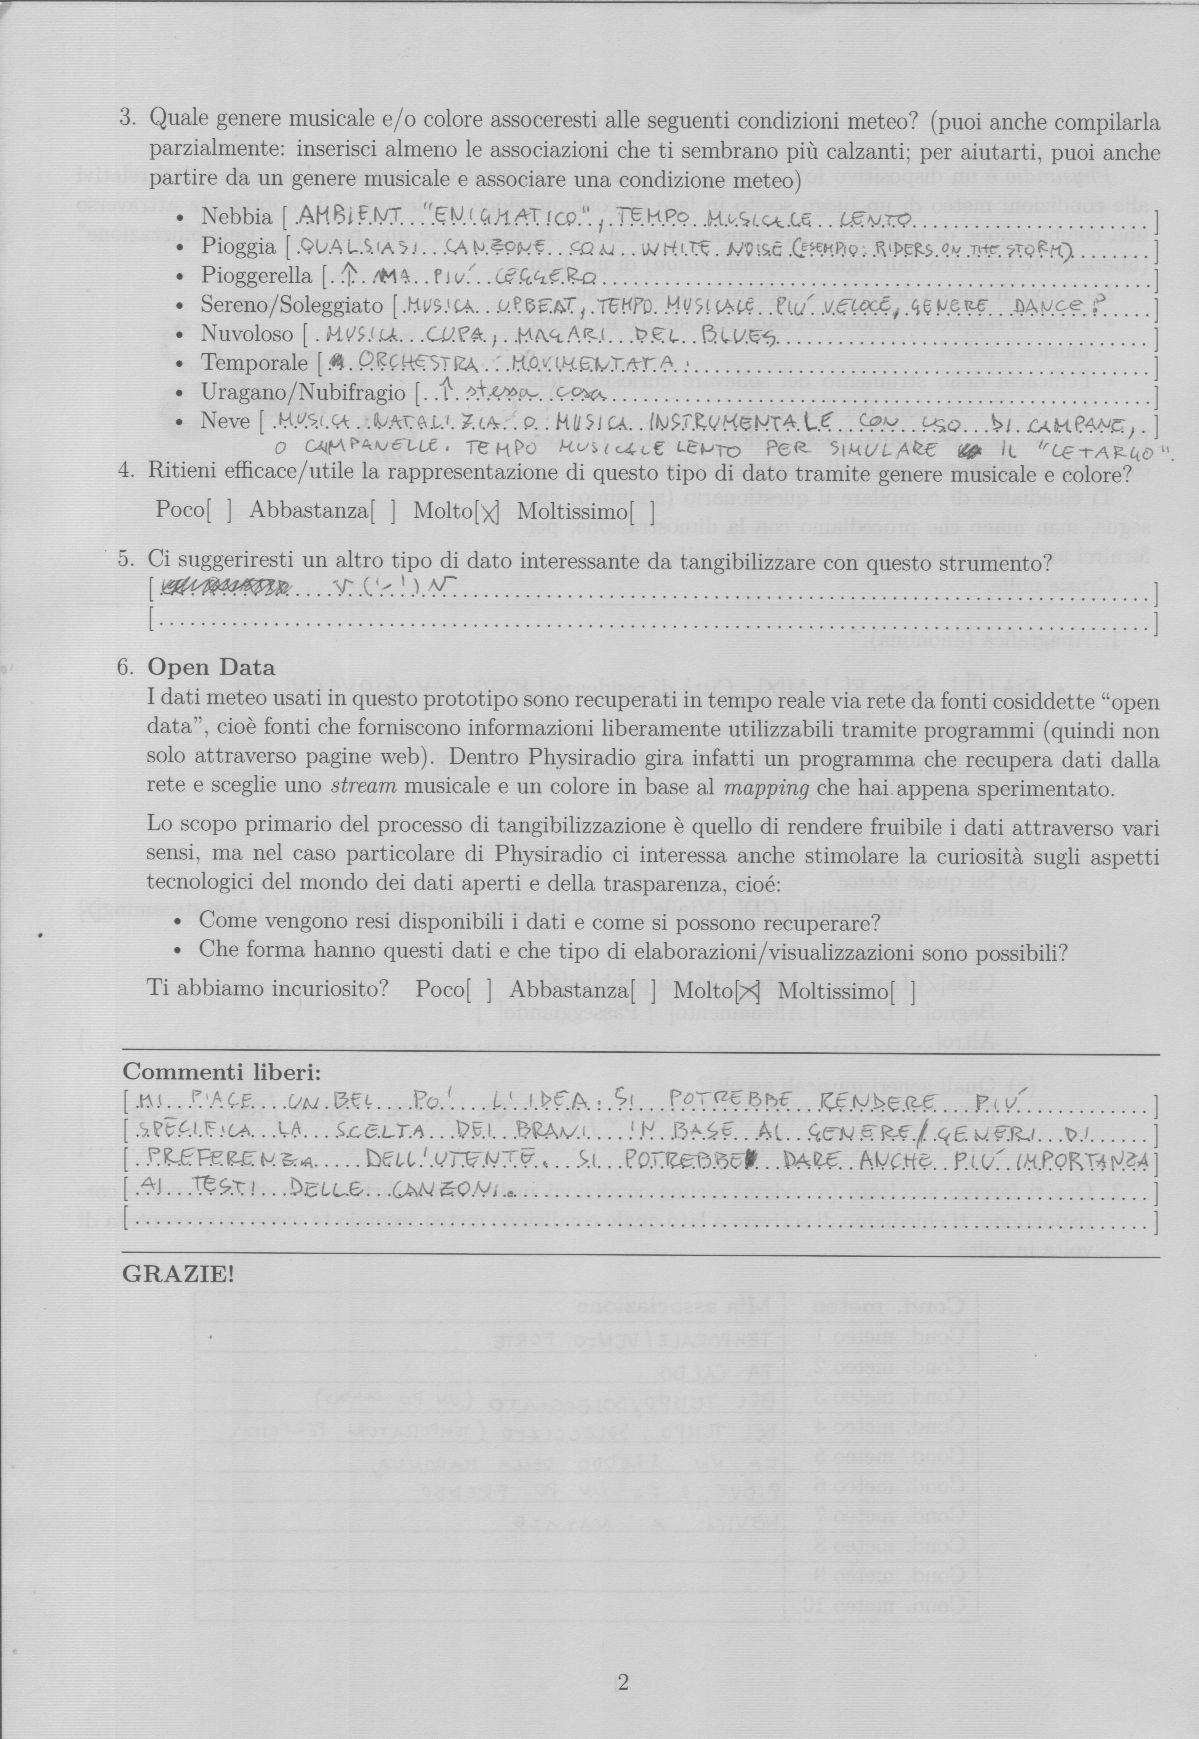 3. Quale genere musicale e/o colore assoceresti alle seguenti condizioni meteo? (puoi anche compilarla
parzialmente: inserisci almeno le associazioni che ti sembrano più calzanti; per aiutarti, puoi anche
partire da un genere musicale e associare una condizione meteo)
• Nebbia [ AMBIENT "ENIGMATICO", TEMPO MUSICALE LENTO ]
• Pioggia [ QUALSIASI CANZONE CON WHITE NOISE (ESEMPIO: RIDERS ON THE STORM) ]
• Pioggerella [ ↑ MA PIU' LEGGERO ]
• Sereno/Soleggiato [ MUSICA UPBEAT, TEMPO MUSICALE PIU' VELOCE, GENERE DANCE? ]
• Nuvoloso [ MUSICA CUPA, MAGARI DEL BLUES ]
• Temporale [ ORCHESTRA MOVIMENTATA ]
• Uragano/Nubifragio [ ↑ stessa cosa ]
• Neve [ MUSICA NATALIZIA O MUSICA INSTRUMENTALE CON USO DI CAMPANE, ]
O CAMPANELLE. TEMPO MUSICALE LENTO PER SIMULARE IL "LETARGO".
4. Ritieni efficace/utile la rappresentazione di questo tipo di dato tramite genere musicale e colore?
Poco[ ] Abbastanza[ ] Molto[X] Moltissimo[ ]
5. Ci suggeriresti un altro tipo di dato interessante da tangibilizzare con questo strumento?
[ ]
[ ]
6. Open Data
I dati meteo usati in questo prototipo sono recuperati in tempo reale via rete da fonti cosiddette “open
data”, cioè fonti che forniscono informazioni liberamente utilizzabili tramite programmi (quindi non
solo attraverso pagine web). Dentro Physiradio gira infatti un programma che recupera dati dalla
rete e sceglie uno stream musicale e un colore in base al mapping che hai appena sperimentato.
Lo scopo primario del processo di tangibilizzazione è quello di rendere fruibile i dati attraverso vari
sensi, ma nel caso particolare di Physiradio ci interessa anche stimolare la curiosità sugli aspetti
tecnologici del mondo dei dati aperti e della trasparenza, cioé:
• Come vengono resi disponibili i dati e come si possono recuperare?
• Che forma hanno questi dati e che tipo di elaborazioni/visualizzazioni sono possibili?
Ti abbiamo incuriosito? Poco[ ] Abbastanza[ ] Molto[X] Moltissimo[ ]
Commenti liberi:
[ MI PIACE UN BEL PO' L'IDEA. SI POTREBBE RENDERE PIU' ]
[ SPECIFICA LA SCELTA DEI BRANI IN BASE AL GENERE/GENERI DI ]
[ PREFERENZA DELL'UTENTE. SI POTREBBE DARE ANCHE PIU' IMPORTANZA ]
[ AI TESTI DELLE CANZONI. ]
[ ]
GRAZIE!
2